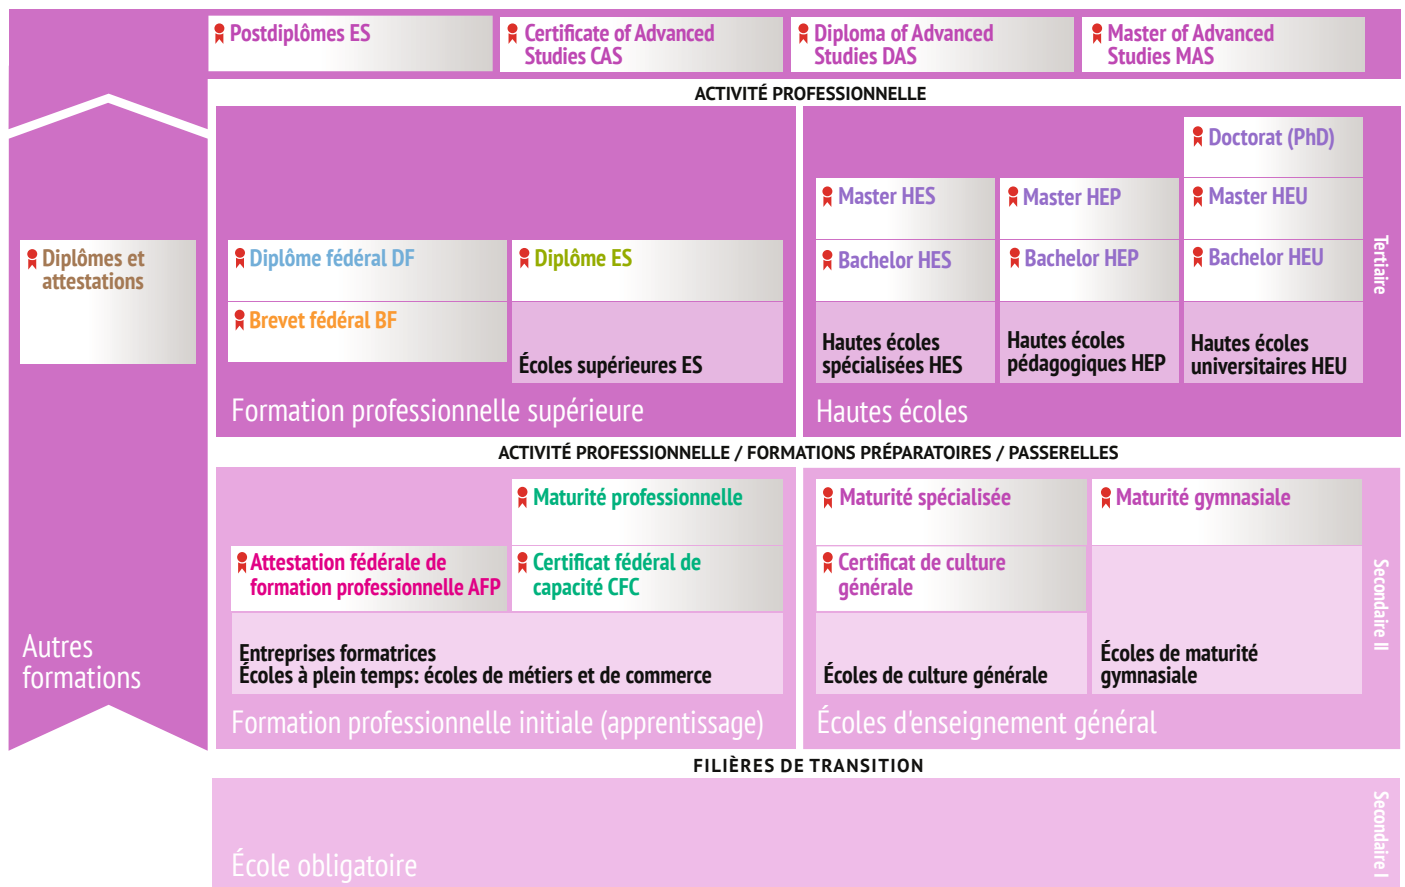 Postdiplômes ES
Certificate of Advanced
Studies CAS
Diploma of Advanced
Studies DAS
Master of Advanced
Studies MAS
ACTIVITÉ PROFESSIONNELLE
Diplômes et
attestations
Autres
formations
Diplôme fédéral DF
Brevet fédéral BF
Diplôme ES
Écoles supérieures ES
Formation professionnelle supérieure
Master HES
Bachelor HES
Hautes écoles
spécialisées HES
Master HEP
Bachelor HEP
Hautes écoles
pédagogiques HEP
Doctorat (PhD)
Master HEU
Bachelor HEU
Hautes écoles
universitaires HEU
Hautes écoles
Tertiaire
ACTIVITÉ PROFESSIONNELLE / FORMATIONS PRÉPARATOIRES / PASSERELLES
Attestation fédérale de
formation professionnelle AFP
Maturité professionnelle
Certificat fédéral de
capacité CFC
Entreprises formatrices
Écoles à plein temps: écoles de métiers et de commerce
Formation professionnelle initiale (apprentissage)
Maturité spécialisée
Certificat de culture
générale
Écoles de culture générale
Maturité gymnasiale
Écoles de maturité
gymnasiale
Écoles d'enseignement général
Secondaire II
FILIÈRES DE TRANSITION
École obligatoire
Secondaire I